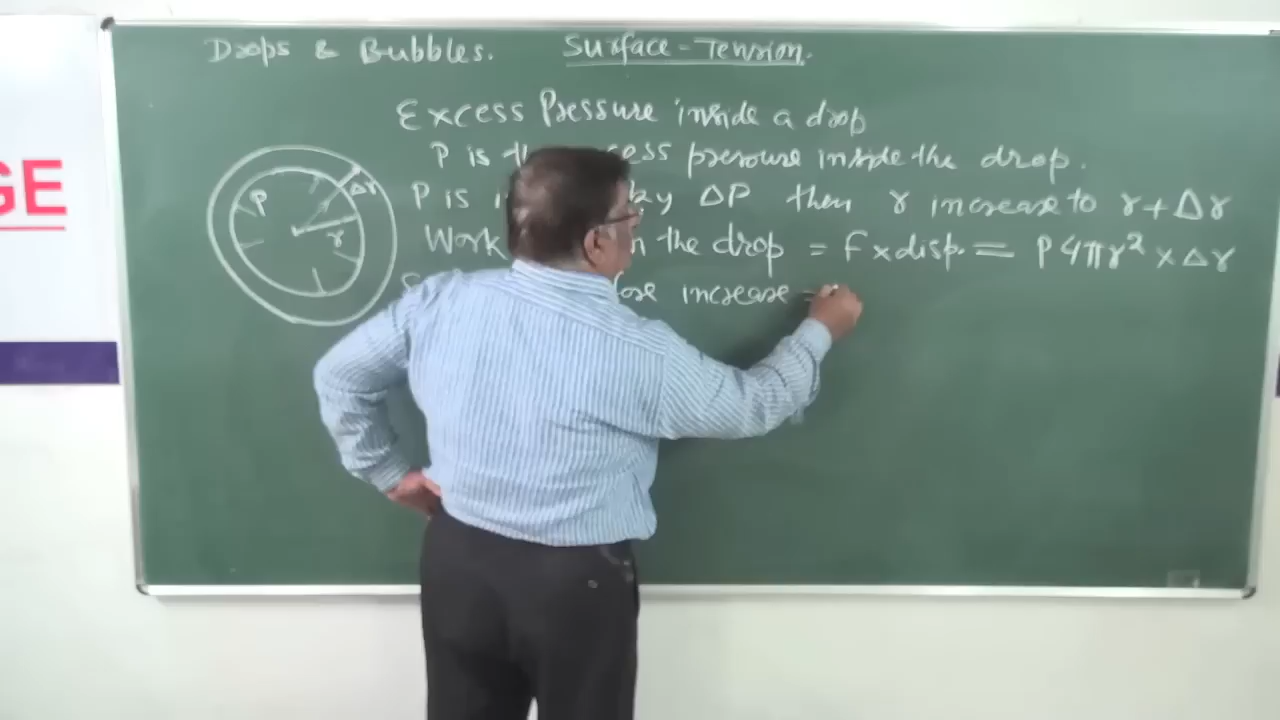 Drops & Bubbles. Surface-Tension.
Excess Pressure inside a drop
P is pressure inside the drop.
P is by ΔP then r increase to r + Δr
Work the drop = F x disp. = P 4πr² x Δr
increase =
P
Δr
r
GE